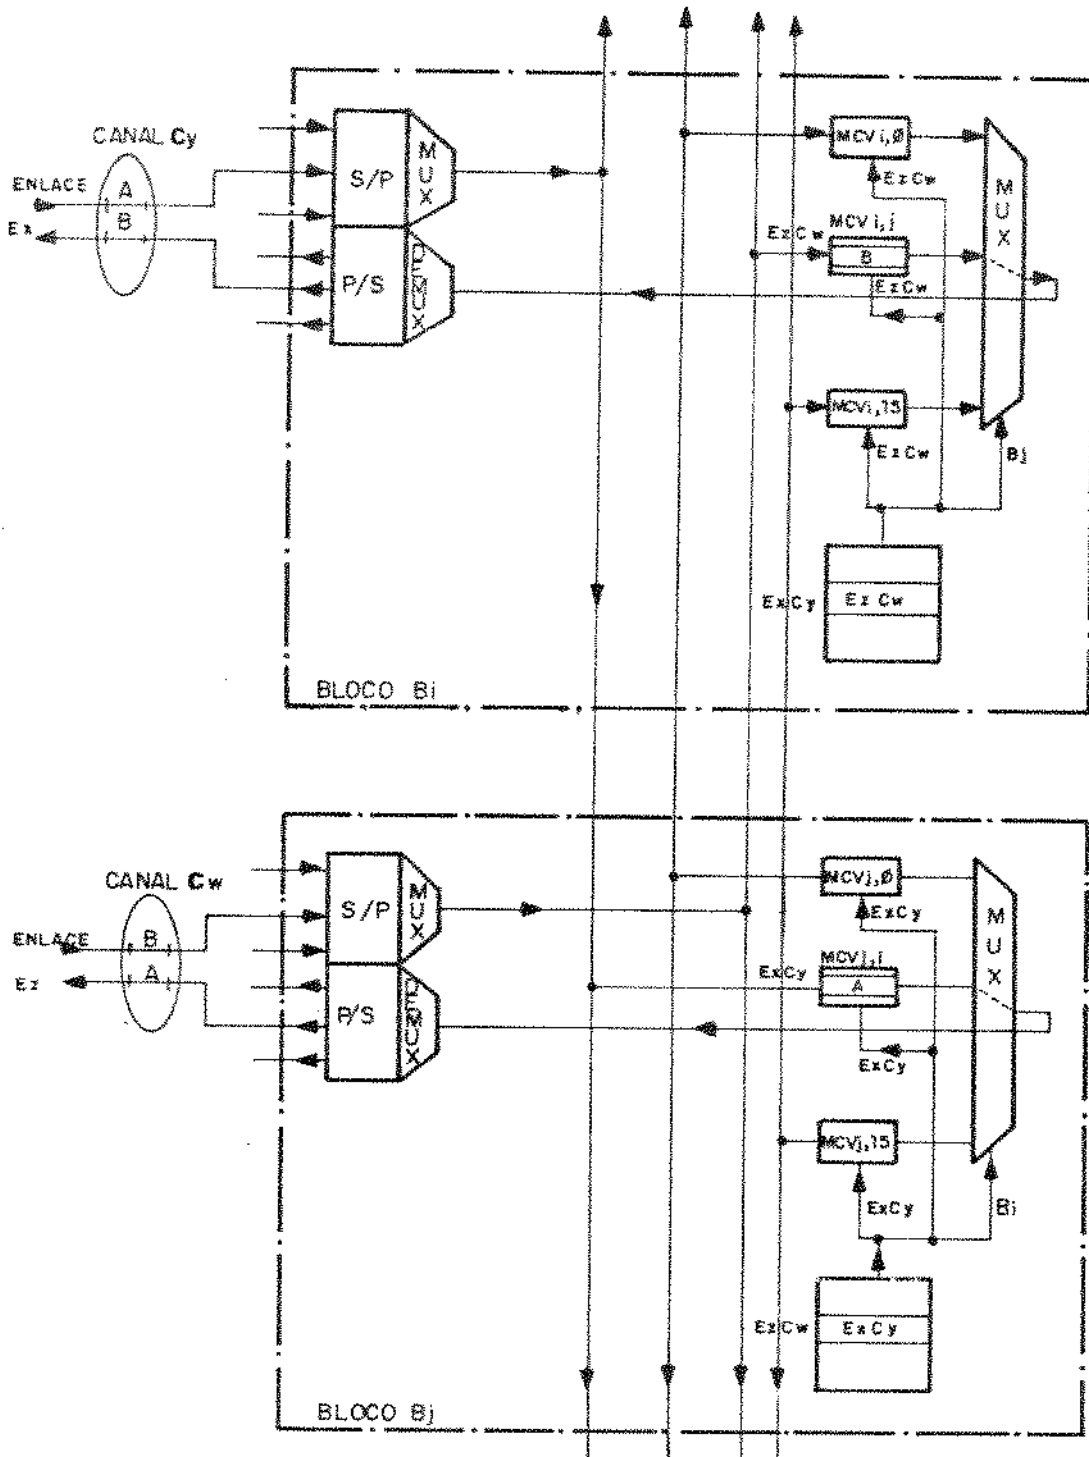 CANAL Cy
ENLACE
Ex
A
B
S/P
MUX
P/S
DEMUX
MCVi,Ø
EzCw
MCVi,j
EzCw
B
EzCw
MCVi,15
EzCw
MUX
Bj
ExCy
EzCw
BLOCO Bi
CANAL Cw
ENLACE
Ez
B
A
S/P
MUX
P/S
DEMUX
MCVj,Ø
ExCy
MCVj,i
ExCy
A
ExCy
MCVj,15
ExCy
MUX
Bi
EzCw
ExCy
BLOCO Bj